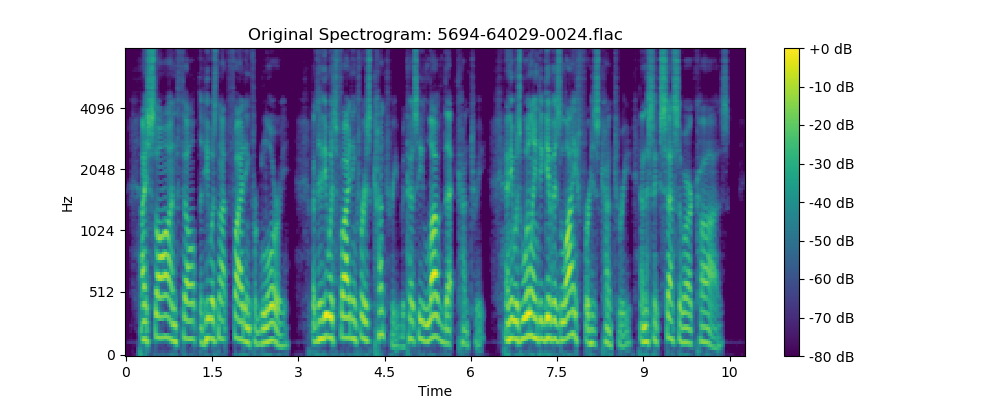 Original Spectrogram: 5694-64029-0024.flac
Hz
4096
2048
1024
512
0
0 1.5 3 4.5 6 7.5 9 10
Time
+0 dB
-10 dB
-20 dB
-30 dB
-40 dB
-50 dB
-60 dB
-70 dB
-80 dB